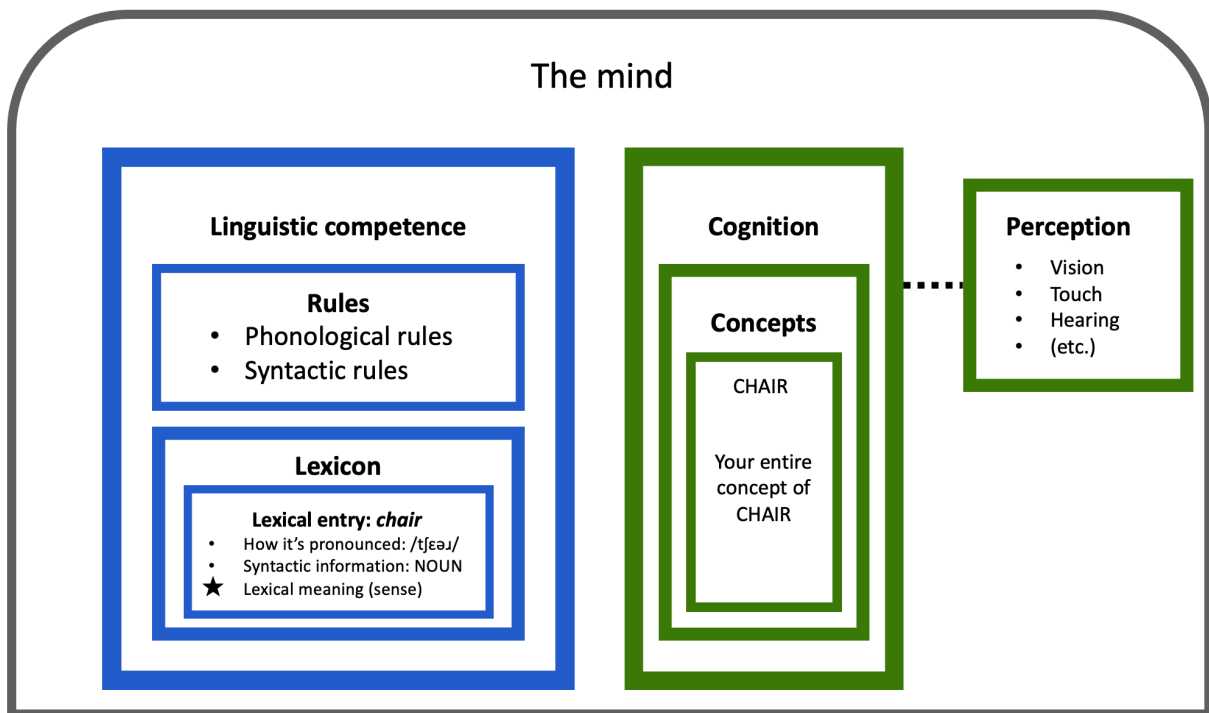 The mind
Linguistic competence
Rules
• Phonological rules
• Syntactic rules
Lexicon
Lexical entry: chair
• How it's pronounced: /tʃɛəɹ/
• Syntactic information: NOUN
★ Lexical meaning (sense)
Cognition
Concepts
CHAIR
Your entire
concept of
CHAIR
Perception
• Vision
• Touch
• Hearing
• (etc.)